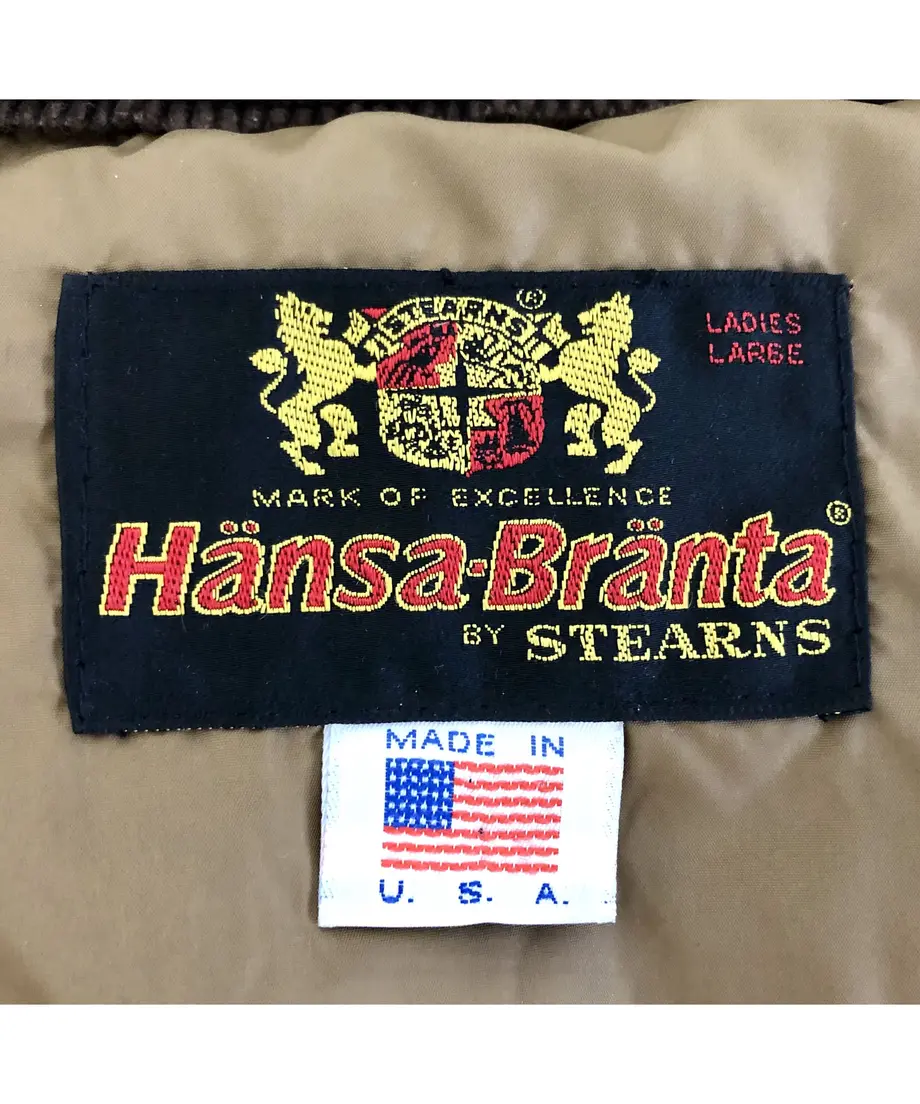 STEARNS ®
LADIES
LARGE
MARK OF EXCELLENCE
Hänsa-Bränta ®
BY STEARNS
MADE IN
U. S. A.